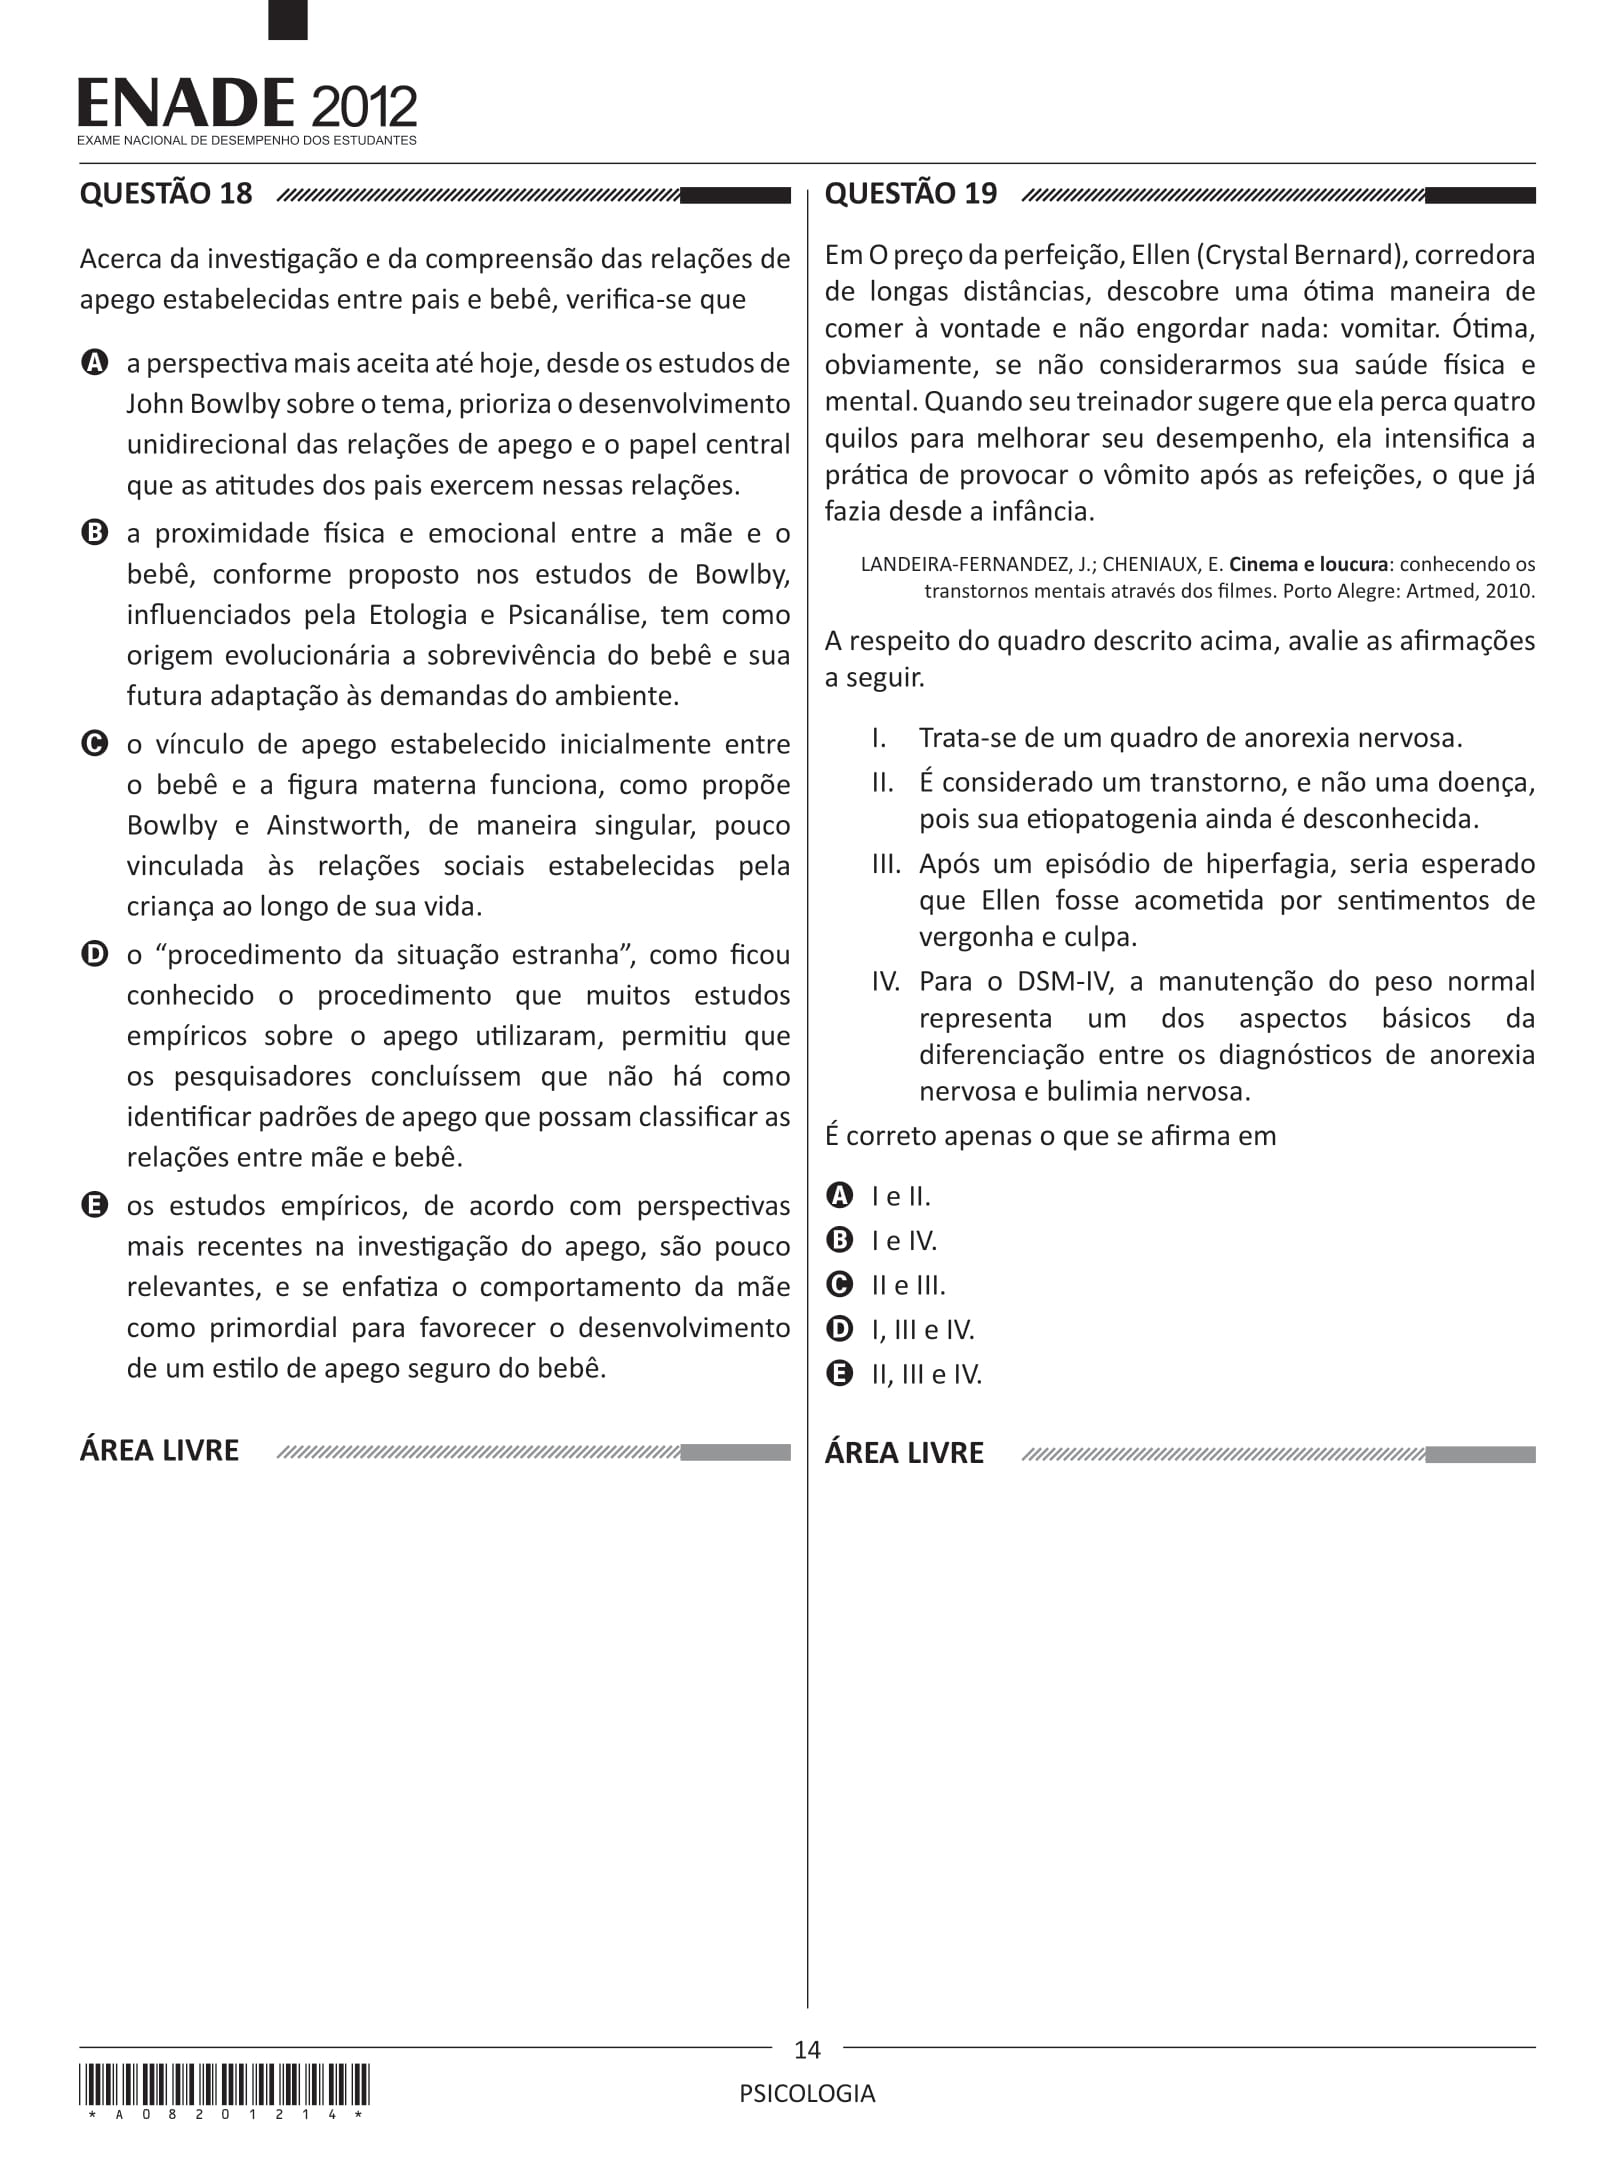 ENADE 2012
EXAME NACIONAL DE DESEMPENHO DOS ESTUDANTES
QUESTÃO 18
Acerca da investigação e da compreensão das relações de
apego estabelecidas entre pais e bebê, verifica-se que
A a perspectiva mais aceita até hoje, desde os estudos de
John Bowlby sobre o tema, prioriza o desenvolvimento
unidirecional das relações de apego e o papel central
que as atitudes dos pais exercem nessas relações.
B a proximidade física e emocional entre a mãe e o
bebê, conforme proposto nos estudos de Bowlby,
influenciados pela Etologia e Psicanálise, tem como
origem evolucionária a sobrevivência do bebê e sua
futura adaptação às demandas do ambiente.
C o vínculo de apego estabelecido inicialmente entre
o bebê e a figura materna funciona, como propõe
Bowlby e Ainstworth, de maneira singular, pouco
vinculada às relações sociais estabelecidas pela
criança ao longo de sua vida.
D o “procedimento da situação estranha”, como ficou
conhecido o procedimento que muitos estudos
empíricos sobre o apego utilizaram, permitiu que
os pesquisadores concluíssem que não há como
identificar padrões de apego que possam classificar as
relações entre mãe e bebê.
E os estudos empíricos, de acordo com perspectivas
mais recentes na investigação do apego, são pouco
relevantes, e se enfatiza o comportamento da mãe
como primordial para favorecer o desenvolvimento
de um estilo de apego seguro do bebê.
ÁREA LIVRE
QUESTÃO 19
Em O preço da perfeição, Ellen (Crystal Bernard), corredora
de longas distâncias, descobre uma ótima maneira de
comer à vontade e não engordar nada: vomitar. Ótima,
obviamente, se não considerarmos sua saúde física e
mental. Quando seu treinador sugere que ela perca quatro
quilos para melhorar seu desempenho, ela intensifica a
prática de provocar o vômito após as refeições, o que já
fazia desde a infância.
LANDEIRA-FERNANDEZ, J.; CHENIAUX, E. Cinema e loucura: conhecendo os
transtornos mentais através dos filmes. Porto Alegre: Artmed, 2010.
A respeito do quadro descrito acima, avalie as afirmações
a seguir.
I. Trata-se de um quadro de anorexia nervosa.
II. É considerado um transtorno, e não uma doença,
pois sua etiopatogenia ainda é desconhecida.
III. Após um episódio de hiperfagia, seria esperado
que Ellen fosse acometida por sentimentos de
vergonha e culpa.
IV. Para o DSM-IV, a manutenção do peso normal
representa um dos aspectos básicos da
diferenciação entre os diagnósticos de anorexia
nervosa e bulimia nervosa.
É correto apenas o que se afirma em
A I e II.
B I e IV.
C II e III.
D I, III e IV.
E II, III e IV.
ÁREA LIVRE
14
PSICOLOGIA
*A08201214*